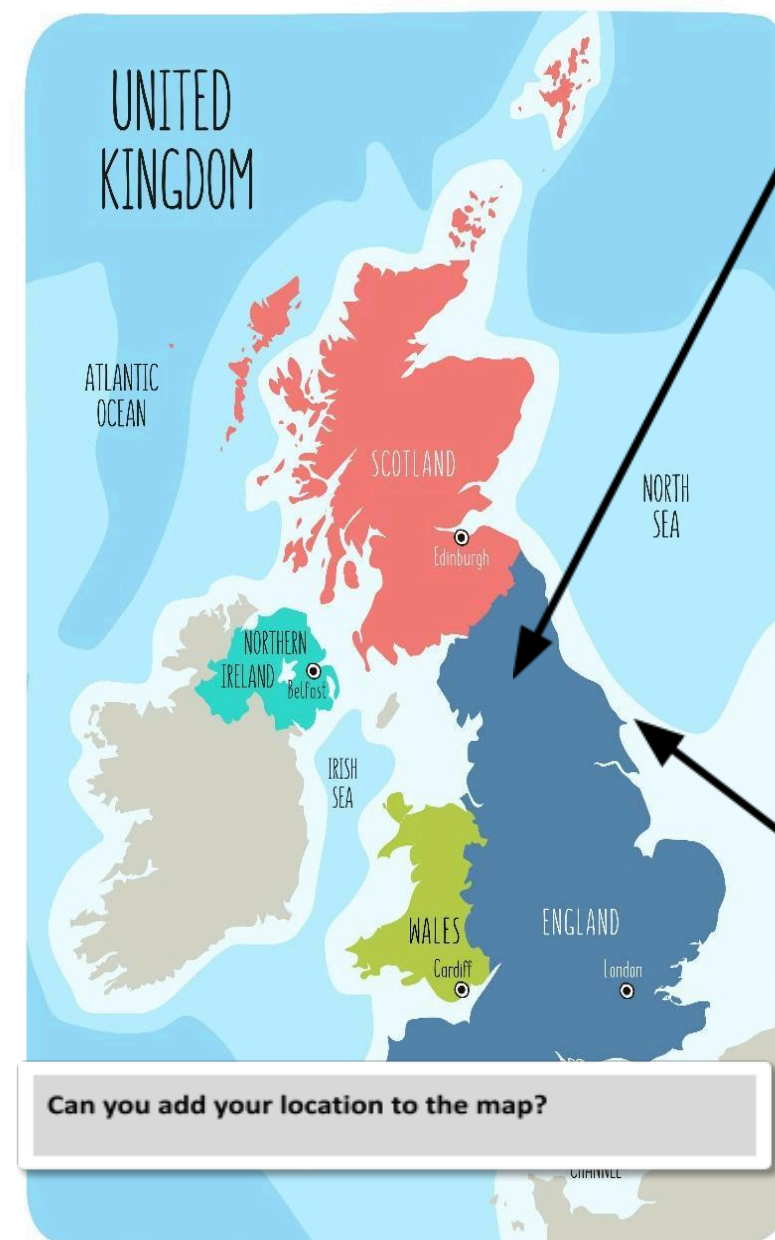 UNITED
KINGDOM
ATLANTIC
OCEAN
SCOTLAND
NORTH
SEA
Edinburgh
NORTHERN
IRELAND
Belfast
IRISH
SEA
WALES
ENGLAND
Cardiff
London
Can you add your location to the map?
CHANNEL